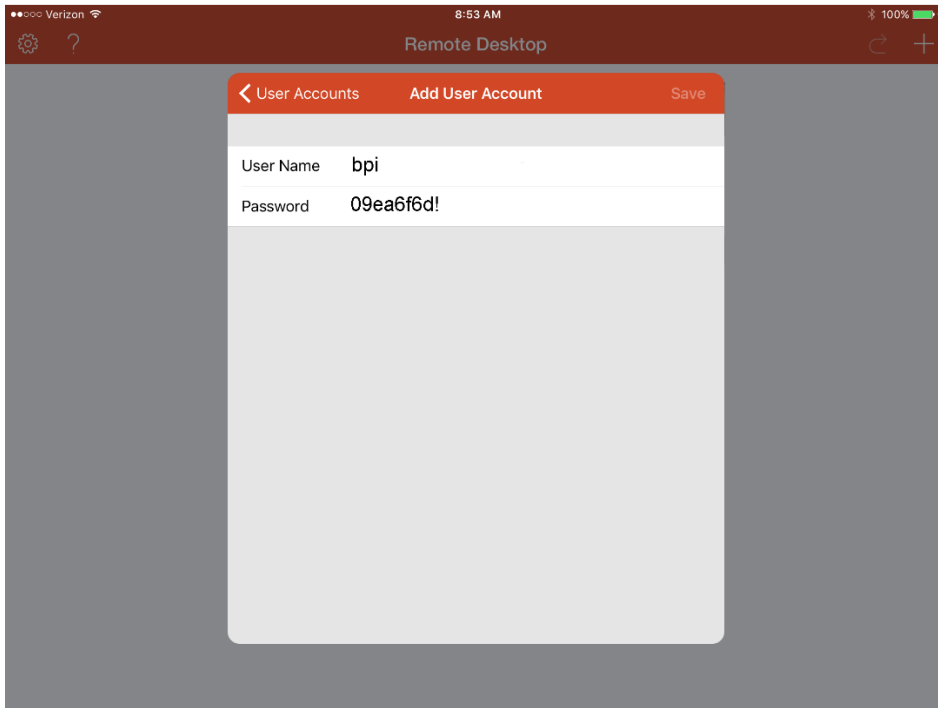 Verizon 8:53 AM 100%
? Remote Desktop
User Accounts Add User Account Save
User Name bpi
Password 09ea6f6d!